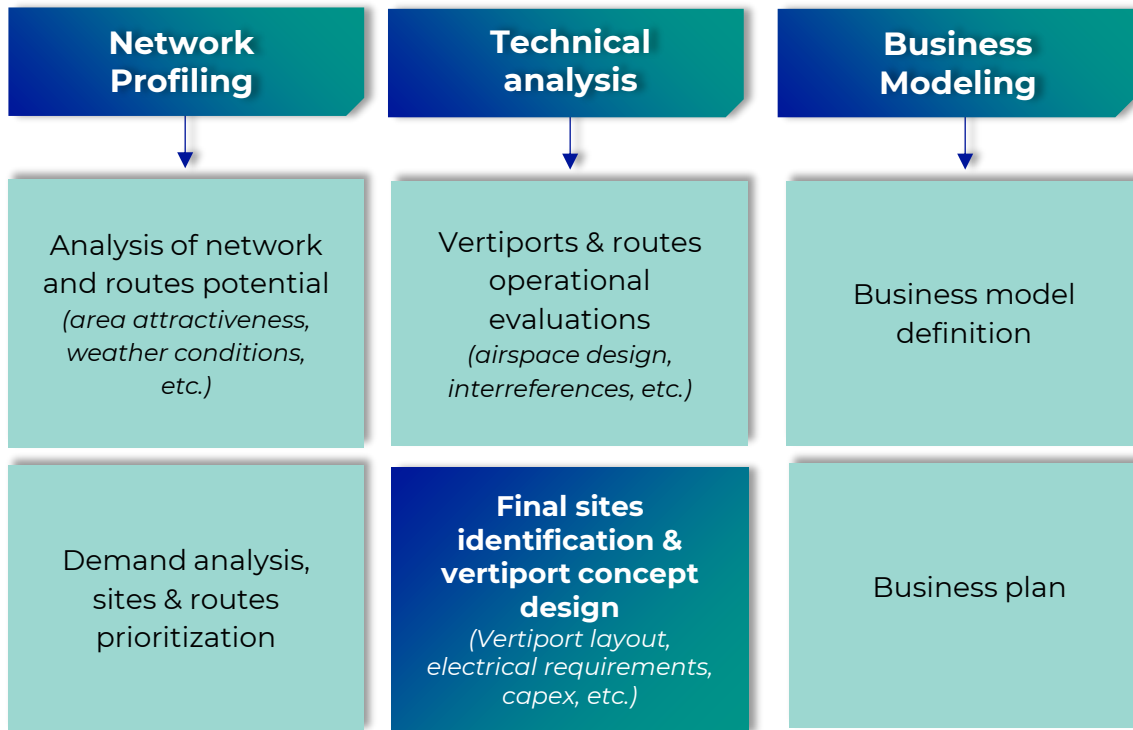 Network
Profiling
Technical
analysis
Business
Modeling
Analysis of network
and routes potential
(area attractiveness,
weather conditions,
etc.)
Vertiports & routes
operational
evaluations
(airspace design,
interreferences, etc.)
Business model
definition
Demand analysis,
sites & routes
prioritization
Final sites
identification &
vertiport concept
design
(Vertiport layout,
electrical requirements,
capex, etc.)
Business plan